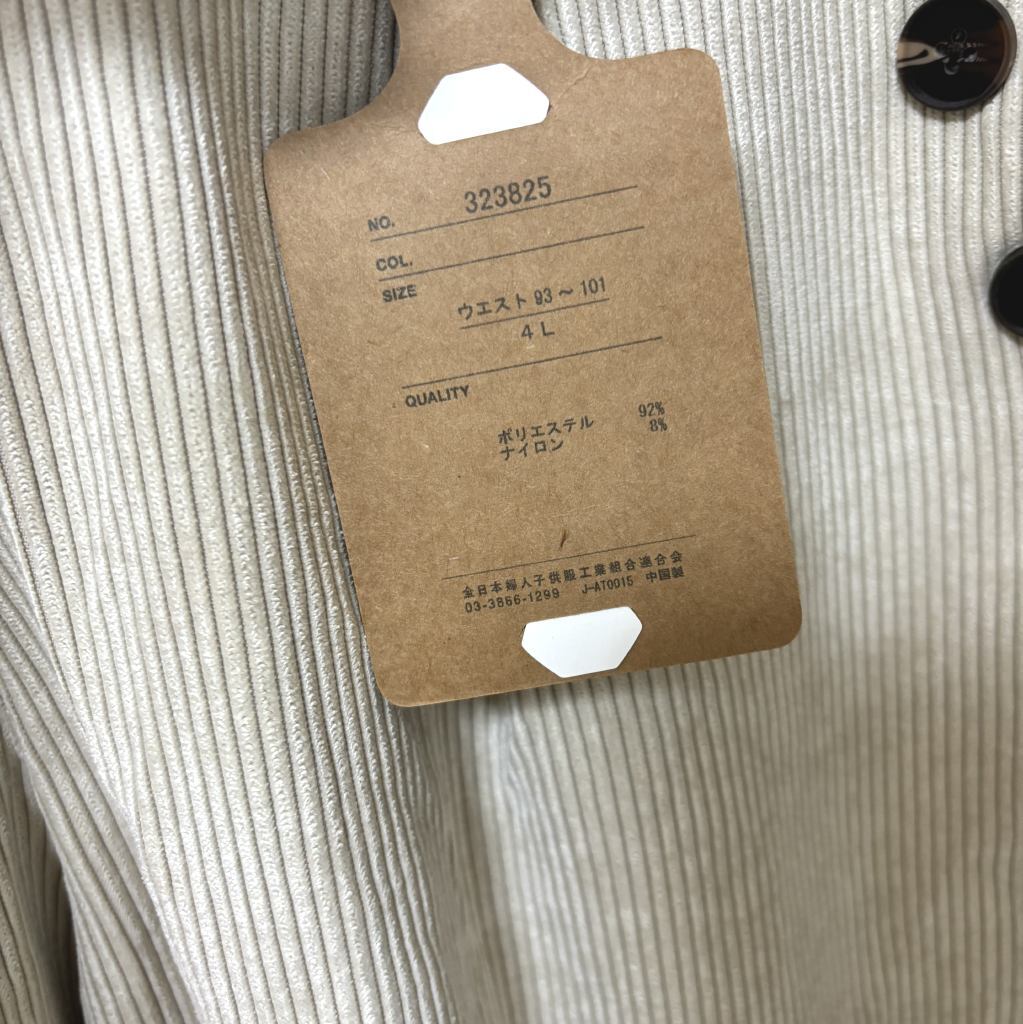 NO. 323825
COL.
SIZE
ウエスト 93～101
4L
QUALITY
ポリエステル 92%
ナイロン 8%
全日本婦人子供服工業組合連合会
03-3866-1299 J-AT0015 中国製